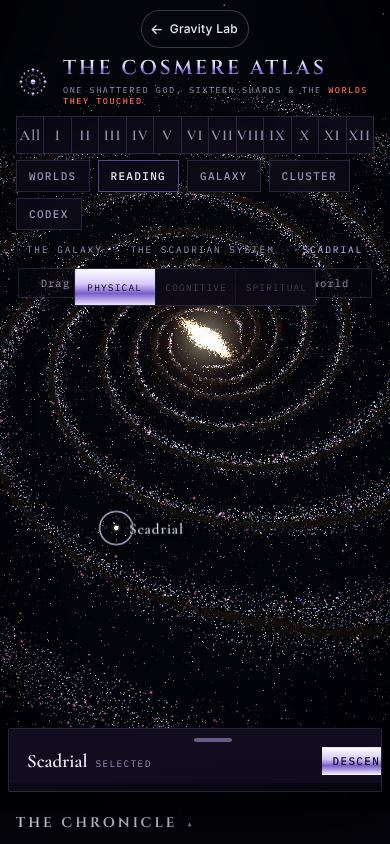 ← Gravity Lab
THE COSMERE ATLAS
ONE SHATTERED GOD, SIXTEEN SHARDS & THE WORLDS
THEY TOUCHED
All I II III IV V VI VII VIII IX X XI XII
WORLDS READING GALAXY CLUSTER
CODEX
THE GALAXY THE SCADRIAN SYSTEM SCADRIAL
Drag PHYSICAL COGNITIVE SPIRITUAL world
Scadrial
Scadrial SELECTED DESCEN
THE CHRONICLE ▴